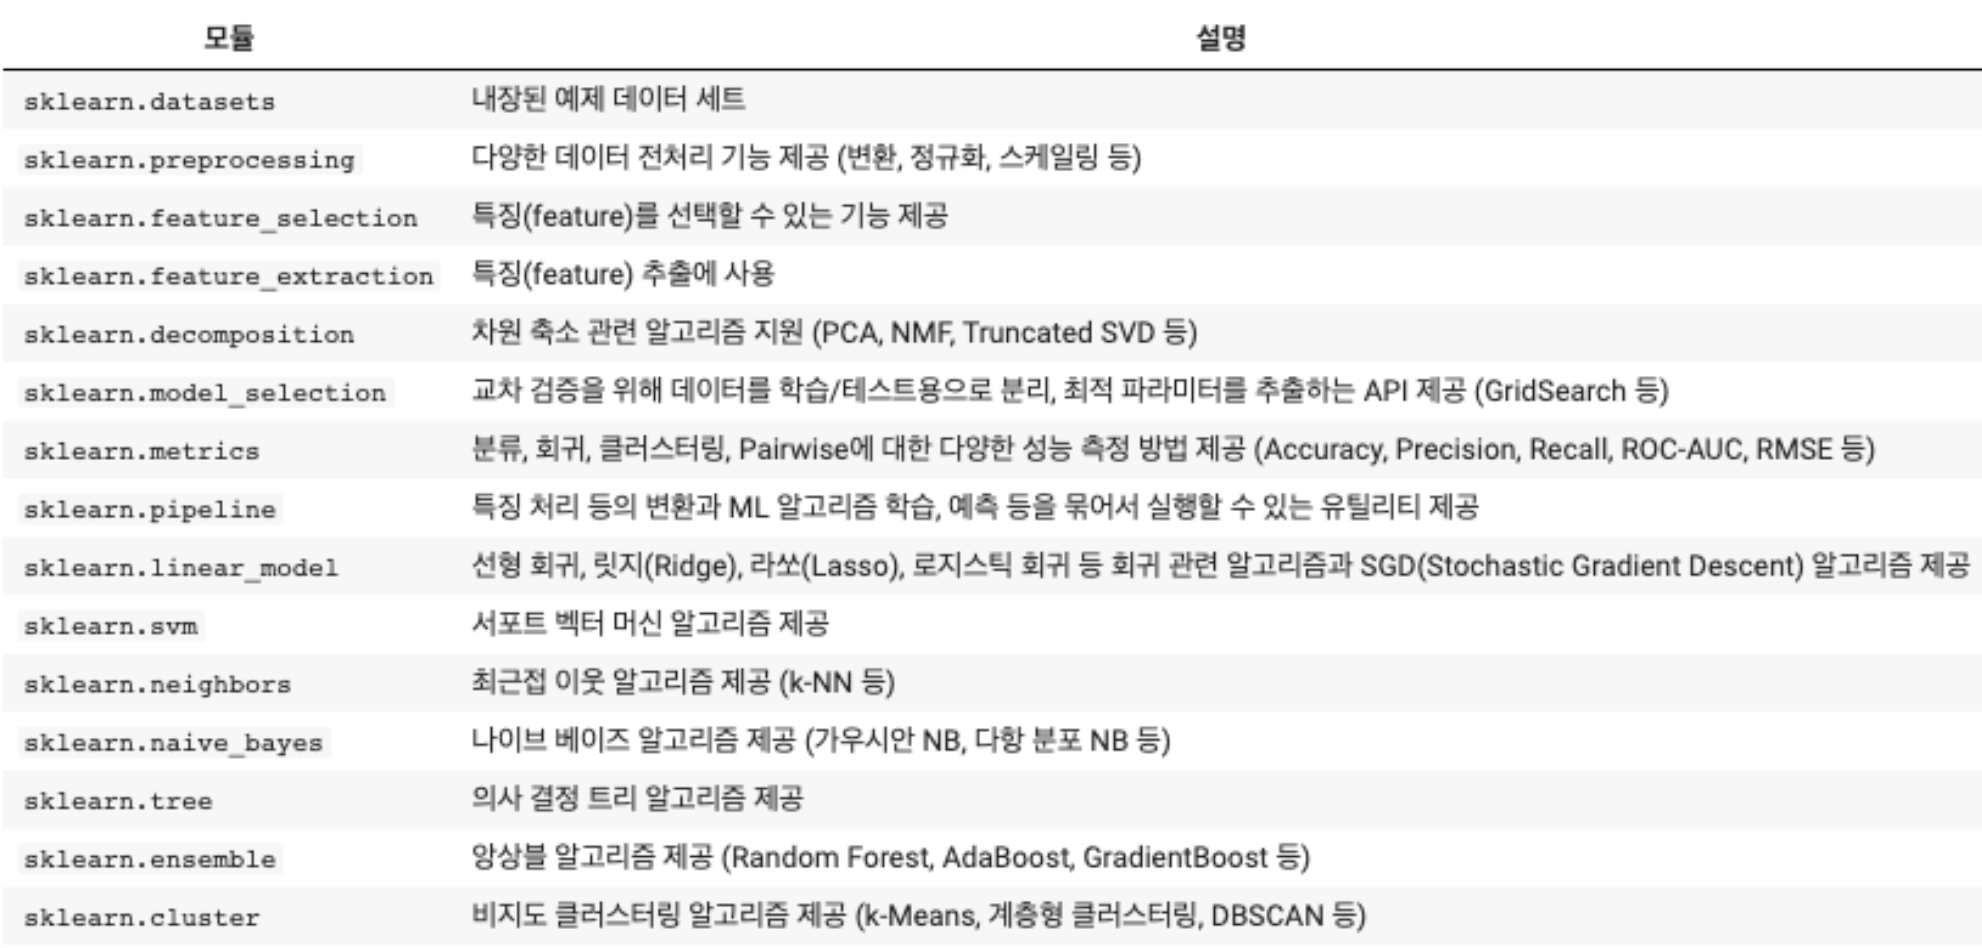 모듈 설명
sklearn.datasets 내장된 예제 데이터 세트
sklearn.preprocessing 다양한 데이터 전처리 기능 제공 (변환, 정규화, 스케일링 등)
sklearn.feature_selection 특징(feature)를 선택할 수 있는 기능 제공
sklearn.feature_extraction 특징(feature) 추출에 사용
sklearn.decomposition 차원 축소 관련 알고리즘 지원 (PCA, NMF, Truncated SVD 등)
sklearn.model_selection 교차 검증을 위해 데이터를 학습/테스트용으로 분리, 최적 파라미터를 추출하는 API 제공 (GridSearch 등)
sklearn.metrics 분류, 회귀, 클러스터링, Pairwise에 대한 다양한 성능 측정 방법 제공 (Accuracy, Precision, Recall, ROC-AUC, RMSE 등)
sklearn.pipeline 특징 처리 등의 변환과 ML 알고리즘 학습, 예측 등을 묶어서 실행할 수 있는 유틸리티 제공
sklearn.linear_model 선형 회귀, 릿지(Ridge), 라쏘(Lasso), 로지스틱 회귀 등 회귀 관련 알고리즘과 SGD(Stochastic Gradient Descent) 알고리즘 제공
sklearn.svm 서포트 벡터 머신 알고리즘 제공
sklearn.neighbors 최근접 이웃 알고리즘 제공 (k-NN 등)
sklearn.naive_bayes 나이브 베이즈 알고리즘 제공 (가우시안 NB, 다항 분포 NB 등)
sklearn.tree 의사 결정 트리 알고리즘 제공
sklearn.ensemble 앙상블 알고리즘 제공 (Random Forest, AdaBoost, GradientBoost 등)
sklearn.cluster 비지도 클러스터링 알고리즘 제공 (k-Means, 계층형 클러스터링, DBSCAN 등)